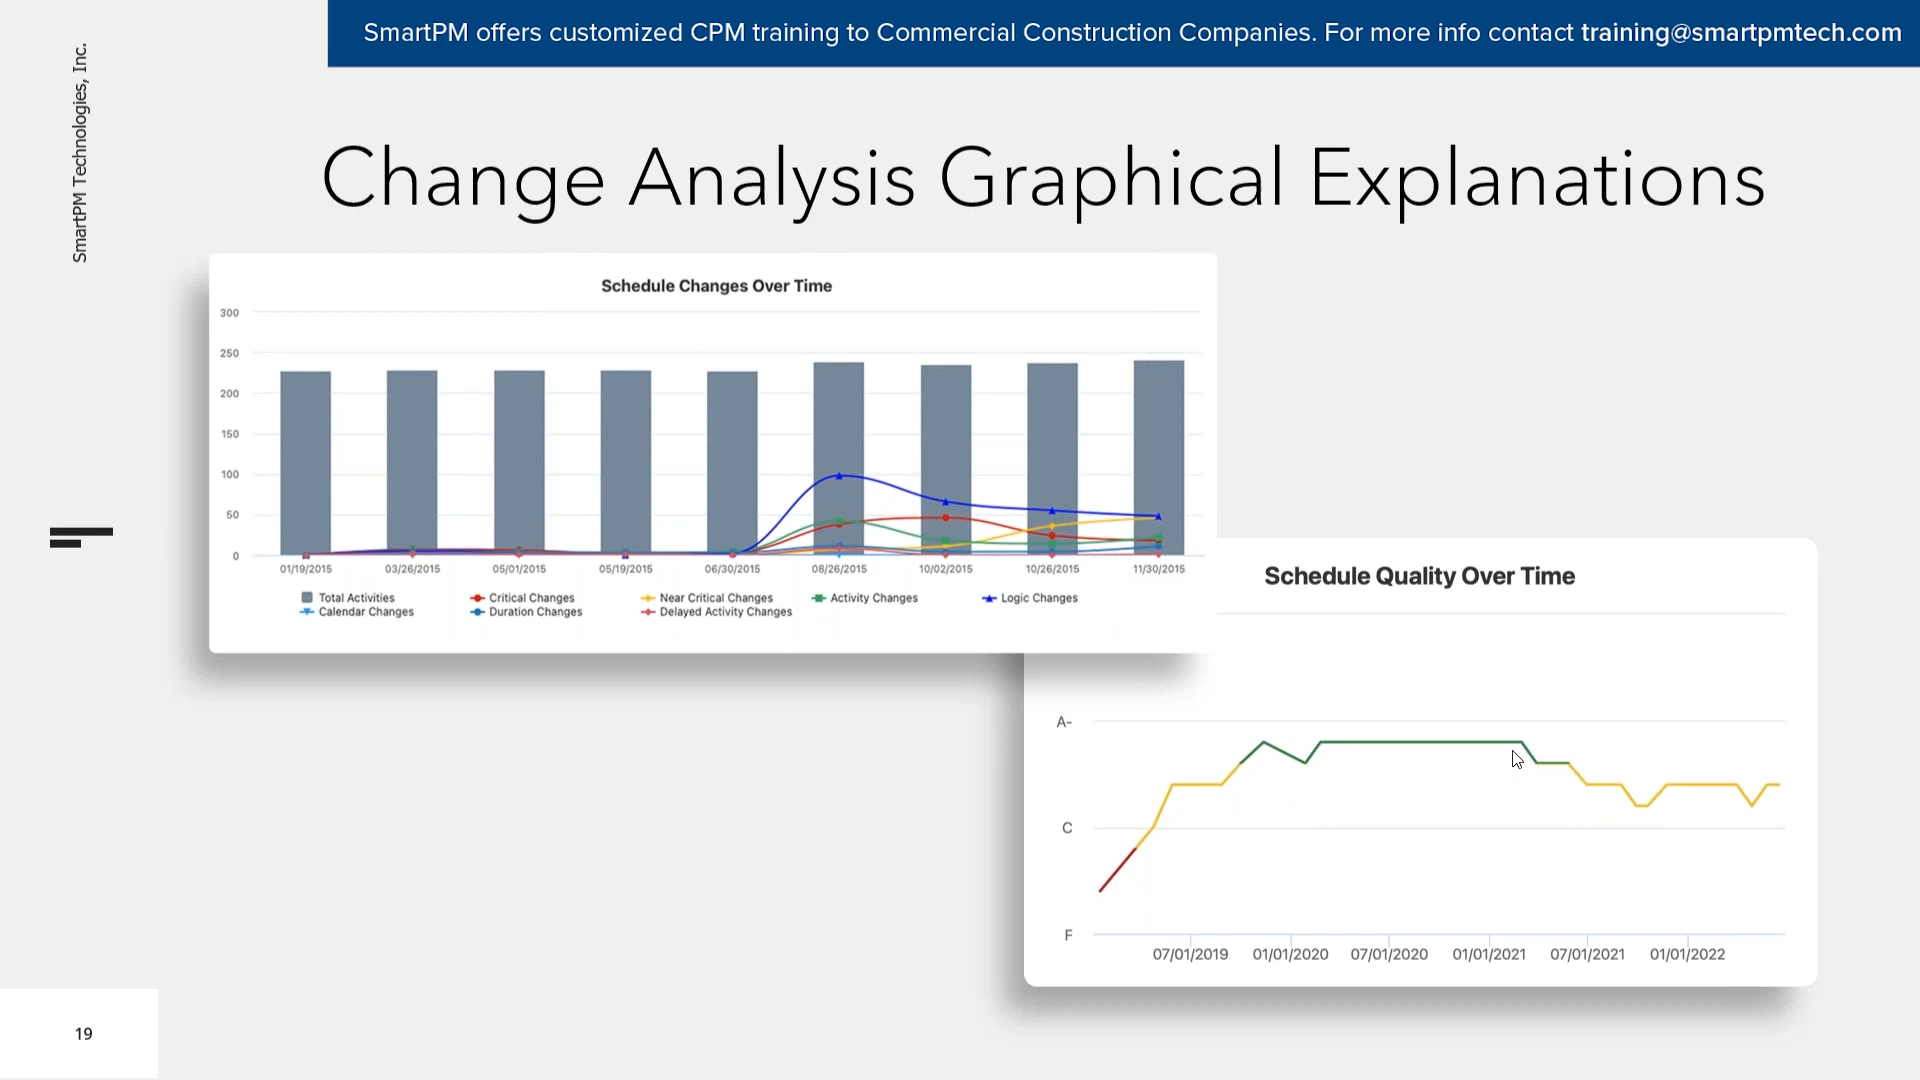 SmartPM offers customized CPM training to Commercial Construction Companies. For more info contact training@smartpmtech.com
SmartPM Technologies, Inc.
Change Analysis Graphical Explanations
Schedule Changes Over Time
300
250
200
150
100
50
0
01/19/2015 03/26/2015 05/01/2015 05/19/2015 06/30/2015 08/26/2015 10/02/2015 10/26/2015 11/30/2015
Total Activities Critical Changes Near Critical Changes Activity Changes Logic Changes
Calendar Changes Duration Changes Delayed Activity Changes
Schedule Quality Over Time
A-
C
F
07/01/2019 01/01/2020 07/01/2020 01/01/2021 07/01/2021 01/01/2022
19